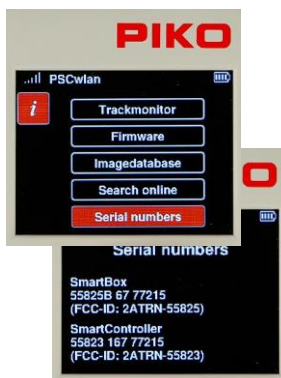 PIKO
PSCwlan
i
Trackmonitor
Firmware
Imagedatabase
Search online
Serial numbers
O
Serial numbers
SmartBox
55825B 67 77215
(FCC-ID: 2ATRN-55825)
SmartController
55823 167 77215
(FCC-ID: 2ATRN-55823)